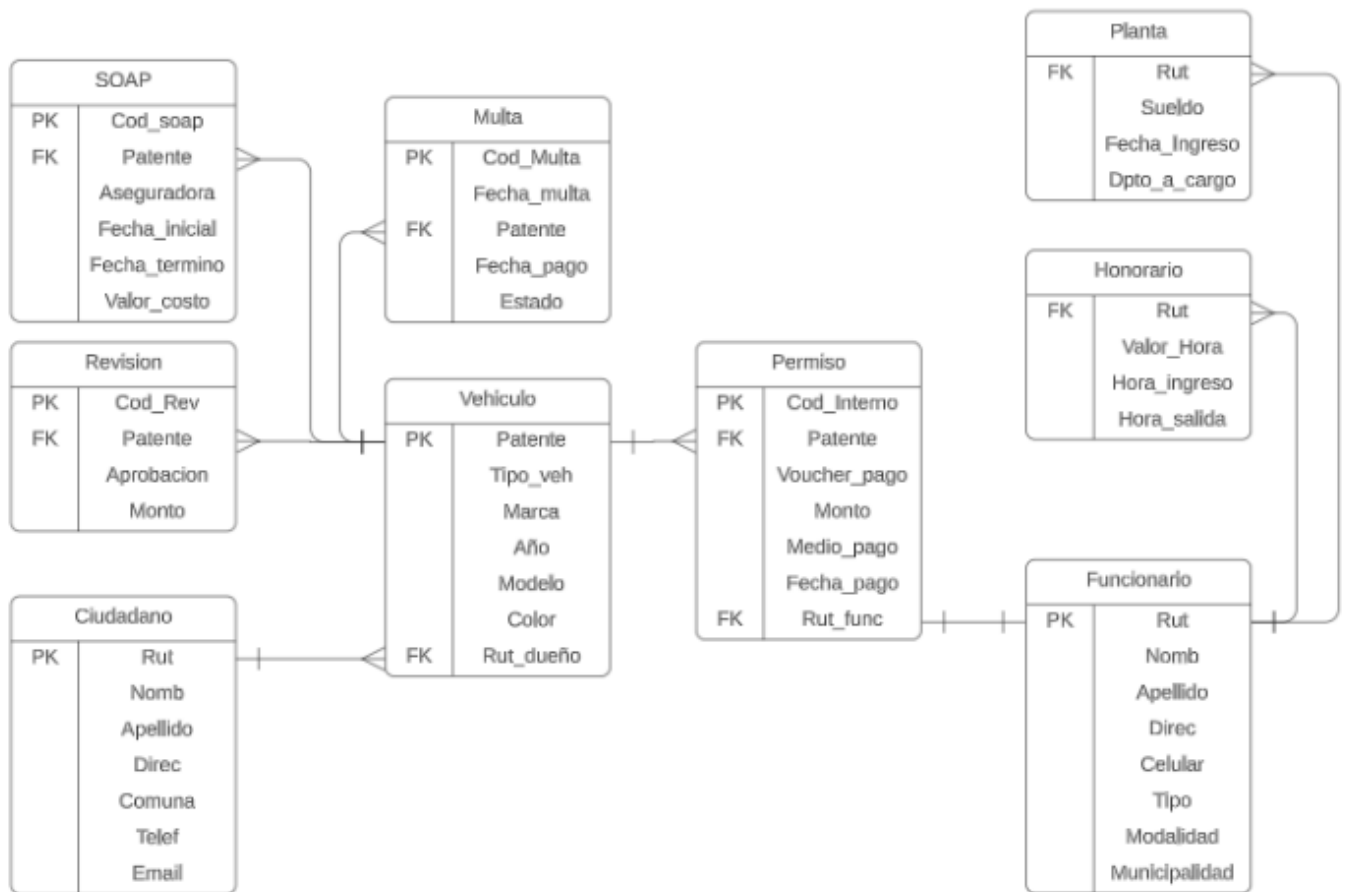 SOAP
PK Cod_soap
FK Patente
Aseguradora
Fecha_inicial
Fecha_termino
Valor_costo
Multa
PK Cod_Multa
Fecha_multa
FK Patente
Fecha_pago
Estado
Planta
FK Rut
Sueldo
Fecha_Ingreso
Dpto_a_cargo
Honorario
FK Rut
Valor_Hora
Hora_ingreso
Hora_salida
Revision
PK Cod_Rev
FK Patente
Aprobacion
Monto
Vehiculo
PK Patente
Tipo_veh
Marca
Año
Modelo
Color
FK Rut_dueño
Permiso
PK Cod_Interno
FK Patente
Voucher_pago
Monto
Medio_pago
Fecha_pago
FK Rut_func
Ciudadano
PK Rut
Nomb
Apellido
Direc
Comuna
Telef
Email
Funcionario
PK Rut
Nomb
Apellido
Direc
Celular
Tipo
Modalidad
Municipalidad